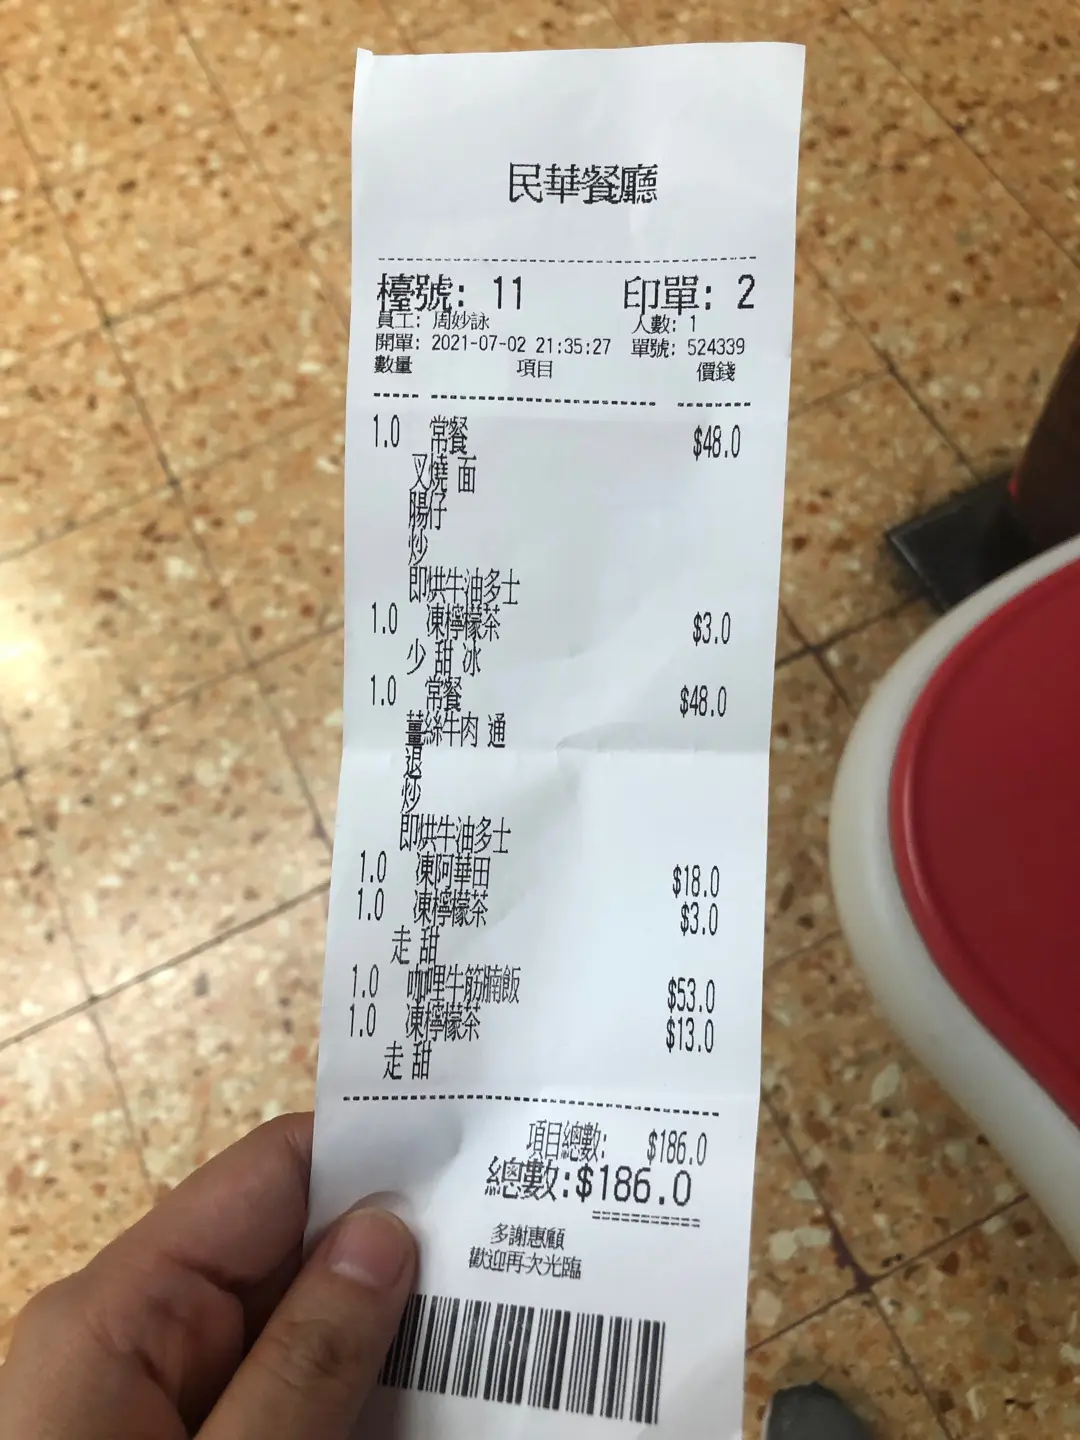 民華餐廳
檯號: 11 印單: 2
員工: 周妙詠 人數: 1
開單: 2021-07-02 21:35:27 單號: 524339
數量 項目 價錢
1.0 常餐 $48.0
叉燒 面
腸仔
炒
即烘牛油多士
1.0 凍檸檬茶 $3.0
少 甜 冰
1.0 常餐 $48.0
薑絲牛肉 通
退
炒
即烘牛油多士
1.0 凍阿華田 $18.0
1.0 凍檸檬茶 $3.0
走 甜
1.0 咖哩牛筋腩飯 $53.0
1.0 凍檸檬茶 $13.0
走 甜
項目總數: $186.0
總數:$186.0
多謝惠顧
歡迎再次光臨